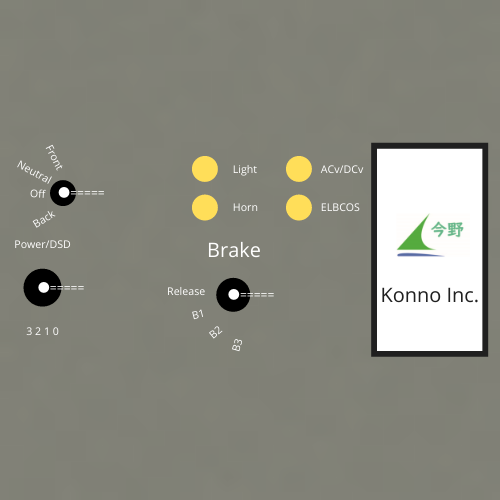 Front
Neutral
Off =====
Back
Power/DSD
=====
3 2 1 0
Light
ACv/DCv
Horn
ELBCOS
Brake
Release =====
B1
B2
B3
今野
Konno Inc.